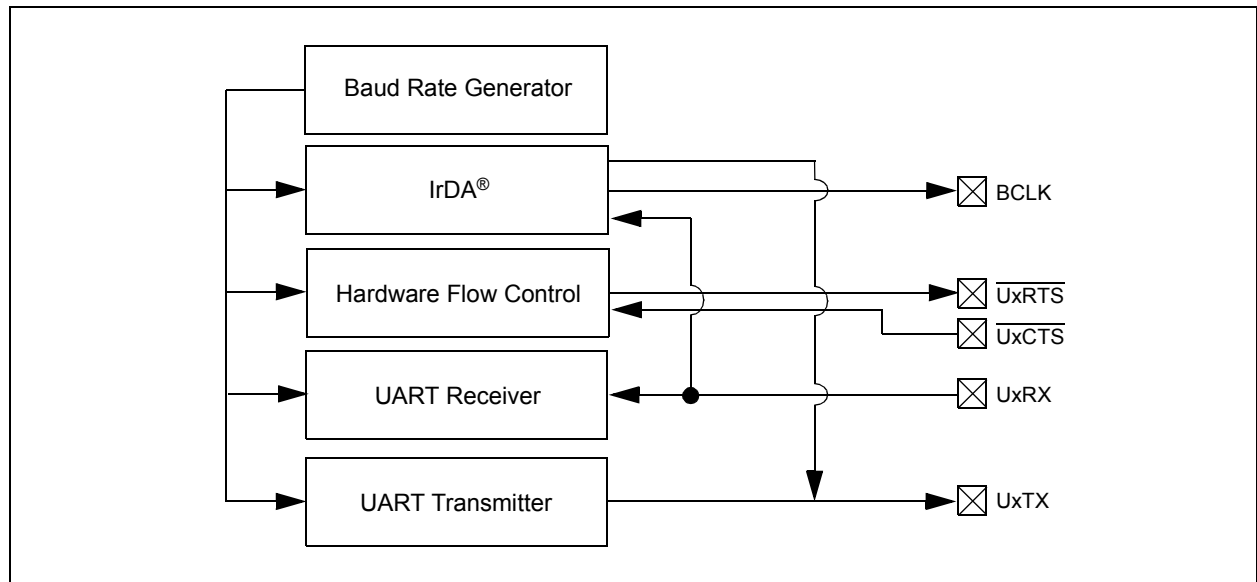 Baud Rate Generator
IrDA®
BCLK
Hardware Flow Control
UxRTS
UxCTS
UART Receiver
UxRX
UART Transmitter
UxTX